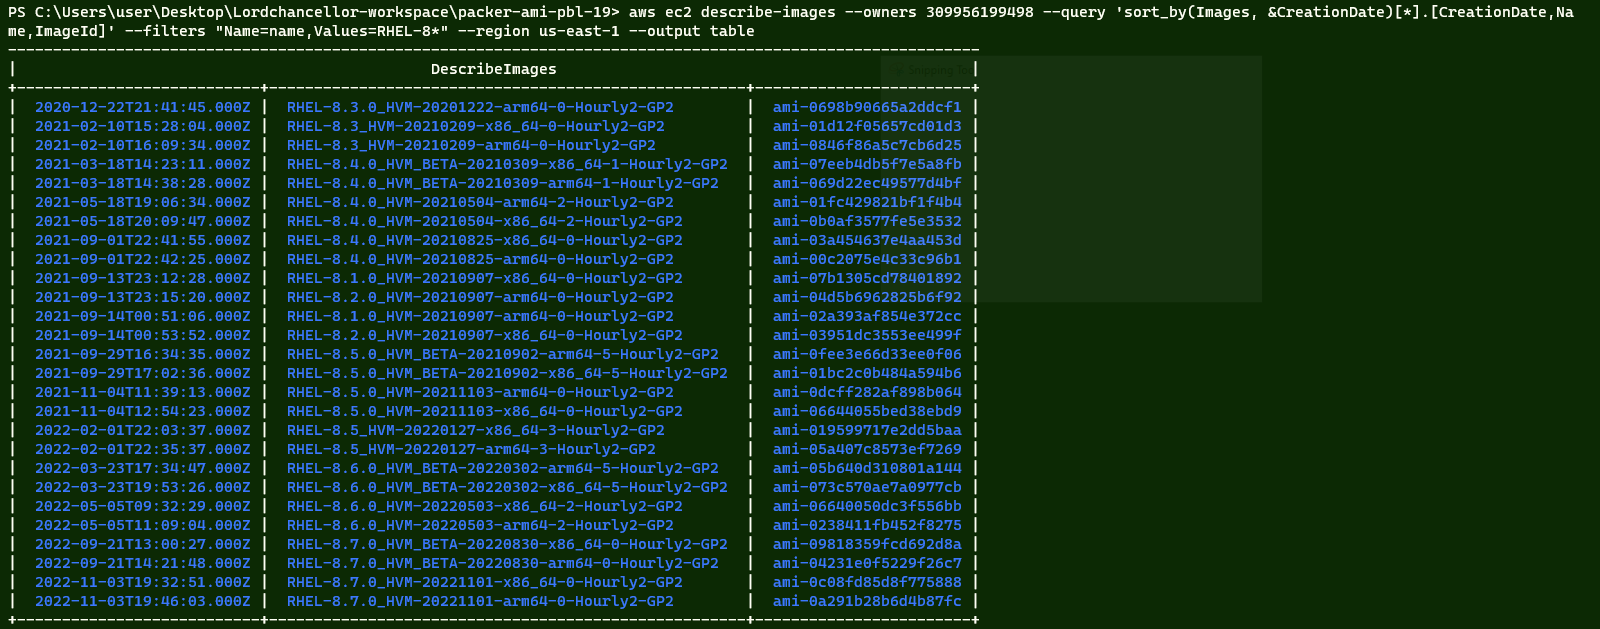 PS C:\Users\user\Desktop\Lordchancellor-workspace\packer-ami-pbl-19> aws ec2 describe-images --owners 309956199498 --query 'sort_by(Images, &CreationDate)[*].[CreationDate,Na
me,ImageId]' --filters "Name=name,Values=RHEL-8*" --region us-east-1 --output table
DescribeImages
2020-12-22T21:41:45.000Z | RHEL-8.3.0_HVM-20201222-arm64-0-Hourly2-GP2 | ami-0698b90665a2ddcf1
2021-02-10T15:28:04.000Z | RHEL-8.3_HVM-20210209-x86_64-0-Hourly2-GP2 | ami-01d12f05657cd01d3
2021-02-10T16:09:34.000Z | RHEL-8.3_HVM-20210209-arm64-0-Hourly2-GP2 | ami-0846f86a5c7cb6d25
2021-03-18T14:23:11.000Z | RHEL-8.4.0_HVM_BETA-20210309-x86_64-1-Hourly2-GP2 | ami-07eeb4db5f7e5a8fb
2021-03-18T14:38:28.000Z | RHEL-8.4.0_HVM_BETA-20210309-arm64-1-Hourly2-GP2 | ami-069d22ec49577d4bf
2021-05-18T19:06:34.000Z | RHEL-8.4.0_HVM-20210504-arm64-2-Hourly2-GP2 | ami-01fc429821bf1f4b4
2021-05-18T20:09:47.000Z | RHEL-8.4.0_HVM-20210504-x86_64-2-Hourly2-GP2 | ami-0b0af3577fe5e3532
2021-09-01T22:41:55.000Z | RHEL-8.4.0_HVM-20210825-x86_64-0-Hourly2-GP2 | ami-03a454637e4aa453d
2021-09-01T22:42:25.000Z | RHEL-8.4.0_HVM-20210825-arm64-0-Hourly2-GP2 | ami-00c2075e4c33c96b1
2021-09-13T23:12:28.000Z | RHEL-8.1.0_HVM-20210907-x86_64-0-Hourly2-GP2 | ami-07b1305cd78401892
2021-09-13T23:15:20.000Z | RHEL-8.2.0_HVM-20210907-arm64-0-Hourly2-GP2 | ami-04d5b6962825b6f92
2021-09-14T00:51:06.000Z | RHEL-8.1.0_HVM-20210907-arm64-0-Hourly2-GP2 | ami-02a393af854e372cc
2021-09-14T00:53:52.000Z | RHEL-8.2.0_HVM-20210907-x86_64-0-Hourly2-GP2 | ami-03951dc3553ee499f
2021-09-29T16:34:35.000Z | RHEL-8.5.0_HVM_BETA-20210902-arm64-5-Hourly2-GP2 | ami-0fee3e66d33ee0f06
2021-09-29T17:02:36.000Z | RHEL-8.5.0_HVM_BETA-20210902-x86_64-5-Hourly2-GP2 | ami-01bc2c0b484a594b6
2021-11-04T11:39:13.000Z | RHEL-8.5.0_HVM-20211103-arm64-0-Hourly2-GP2 | ami-0dcff282af898b064
2021-11-04T12:54:23.000Z | RHEL-8.5.0_HVM-20211103-x86_64-0-Hourly2-GP2 | ami-06644055bed38ebd9
2022-02-01T22:03:37.000Z | RHEL-8.5_HVM-20220127-x86_64-3-Hourly2-GP2 | ami-019599717e2dd5baa
2022-02-01T22:35:37.000Z | RHEL-8.5_HVM-20220127-arm64-3-Hourly2-GP2 | ami-05a407c8573ef7269
2022-03-23T17:34:47.000Z | RHEL-8.6.0_HVM_BETA-20220302-arm64-5-Hourly2-GP2 | ami-05b640d310801a144
2022-03-23T19:53:26.000Z | RHEL-8.6.0_HVM_BETA-20220302-x86_64-5-Hourly2-GP2 | ami-073c570ae7a0977cb
2022-05-05T09:32:29.000Z | RHEL-8.6.0_HVM-20220503-x86_64-2-Hourly2-GP2 | ami-06640050dc3f556bb
2022-05-05T11:09:04.000Z | RHEL-8.6.0_HVM-20220503-arm64-2-Hourly2-GP2 | ami-0238411fb452f8275
2022-09-21T13:00:27.000Z | RHEL-8.7.0_HVM_BETA-20220830-x86_64-0-Hourly2-GP2 | ami-09818359fcd692d8a
2022-09-21T14:21:48.000Z | RHEL-8.7.0_HVM_BETA-20220830-arm64-0-Hourly2-GP2 | ami-04231e0f5229f26c7
2022-11-03T19:32:51.000Z | RHEL-8.7.0_HVM-20221101-x86_64-0-Hourly2-GP2 | ami-0c08fd85d8f775888
2022-11-03T19:46:03.000Z | RHEL-8.7.0_HVM-20221101-arm64-0-Hourly2-GP2 | ami-0a291b28b6d4b87fc